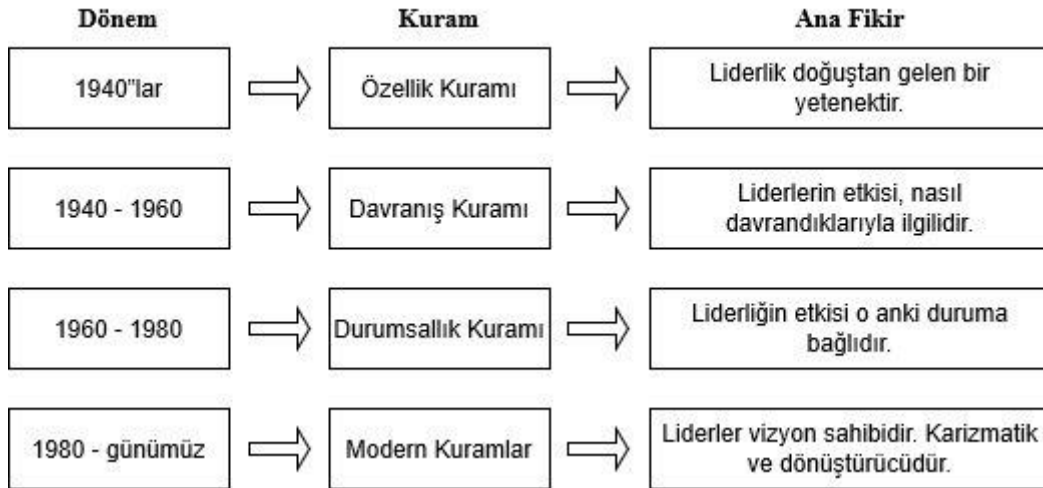 Dönem
Kuram
Ana Fikir
1940”lar
Özellik Kuramı
Liderlik doğuştan gelen bir
yetenektir.
1940 - 1960
Davranış Kuramı
Liderlerin etkisi, nasıl
davrandıklarıyla ilgilidir.
1960 - 1980
Durumsallık Kuramı
Liderliğin etkisi o anki duruma
bağlıdır.
1980 - günümüz
Modern Kuramlar
Liderler vizyon sahibidir. Karizmatik
ve dönüştürücüdür.